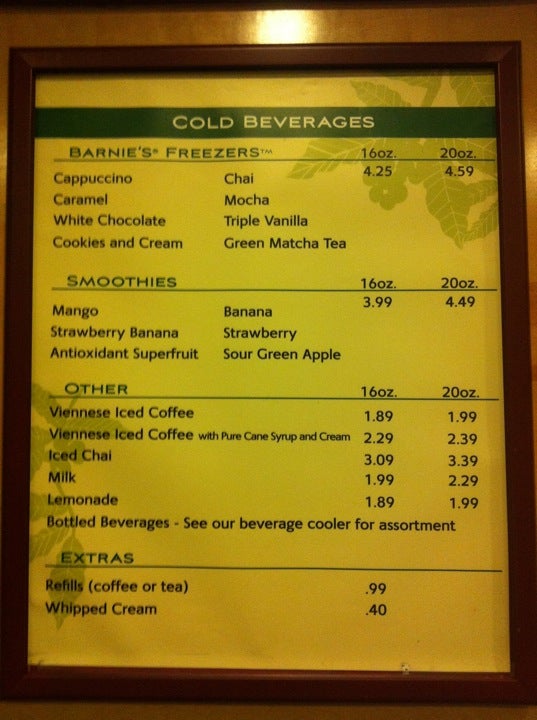 COLD BEVERAGES
BARNIE'S® FREEZERS™ 16oz. 20oz.
4.25 4.59
Cappuccino Chai
Caramel Mocha
White Chocolate Triple Vanilla
Cookies and Cream Green Matcha Tea
SMOOTHIES 16oz. 20oz.
3.99 4.49
Mango Banana
Strawberry Banana Strawberry
Antioxidant Superfruit Sour Green Apple
OTHER 16oz. 20oz.
Viennese Iced Coffee 1.89 1.99
Viennese Iced Coffee with Pure Cane Syrup and Cream 2.29 2.39
Iced Chai 3.09 3.39
Milk 1.99 2.29
Lemonade 1.89 1.99
Bottled Beverages - See our beverage cooler for assortment
EXTRAS
Refills (coffee or tea) .99
Whipped Cream .40